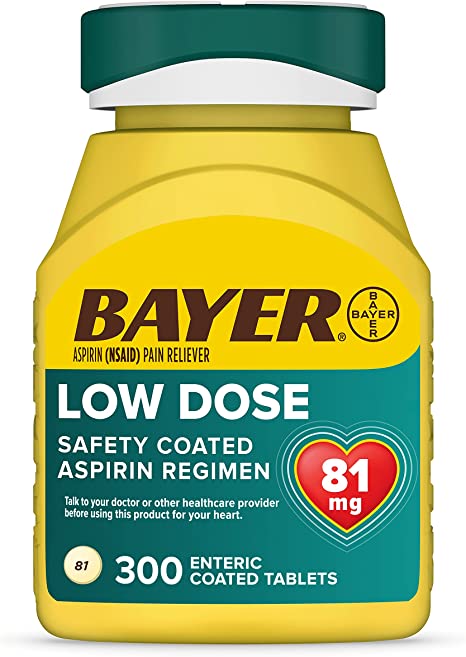 BAYER®
BAYER
BAYER
ASPIRIN (NSAID) PAIN RELIEVER
LOW DOSE
SAFETY COATED
ASPIRIN REGIMEN
81
mg
Talk to your doctor or other healthcare provider
before using this product for your heart.
81
300 ENTERIC
COATED TABLETS